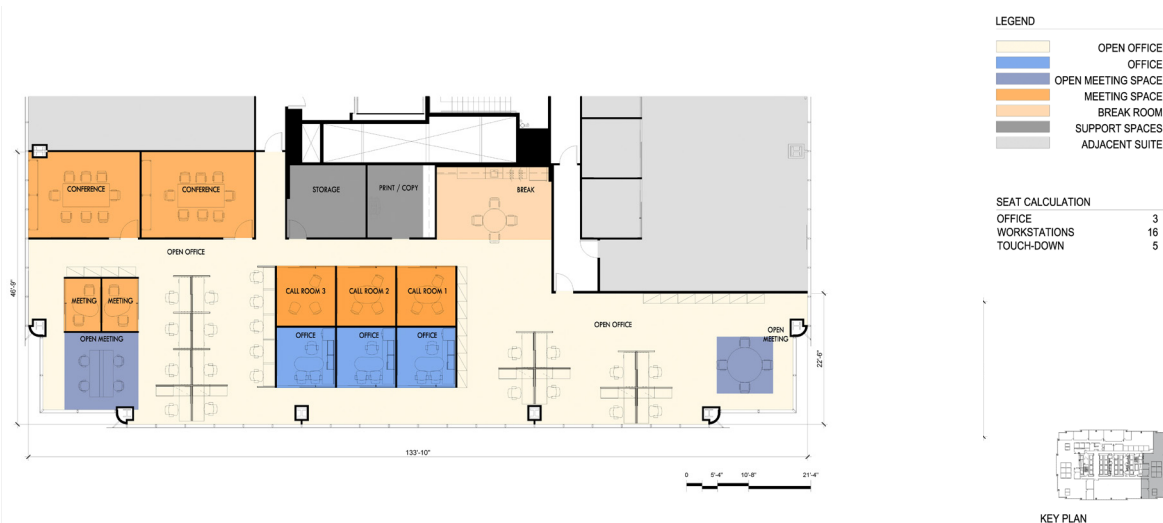 LEGEND
OPEN OFFICE
OFFICE
OPEN MEETING SPACE
MEETING SPACE
BREAK ROOM
SUPPORT SPACES
ADJACENT SUITE
SEAT CALCULATION
OFFICE 3
WORKSTATIONS 16
TOUCH-DOWN 5
CONFERENCE
CONFERENCE
STORAGE
PRINT / COPY
BREAK
OPEN OFFICE
MEETING
MEETING
CALL ROOM 3
CALL ROOM 2
CALL ROOM 1
OPEN MEETING
OFFICE
OFFICE
OFFICE
OPEN OFFICE
OPEN
MEETING
46'-9"
22'-6"
133'-10"
0 5'-4" 10'-8" 21'-4"
KEY PLAN